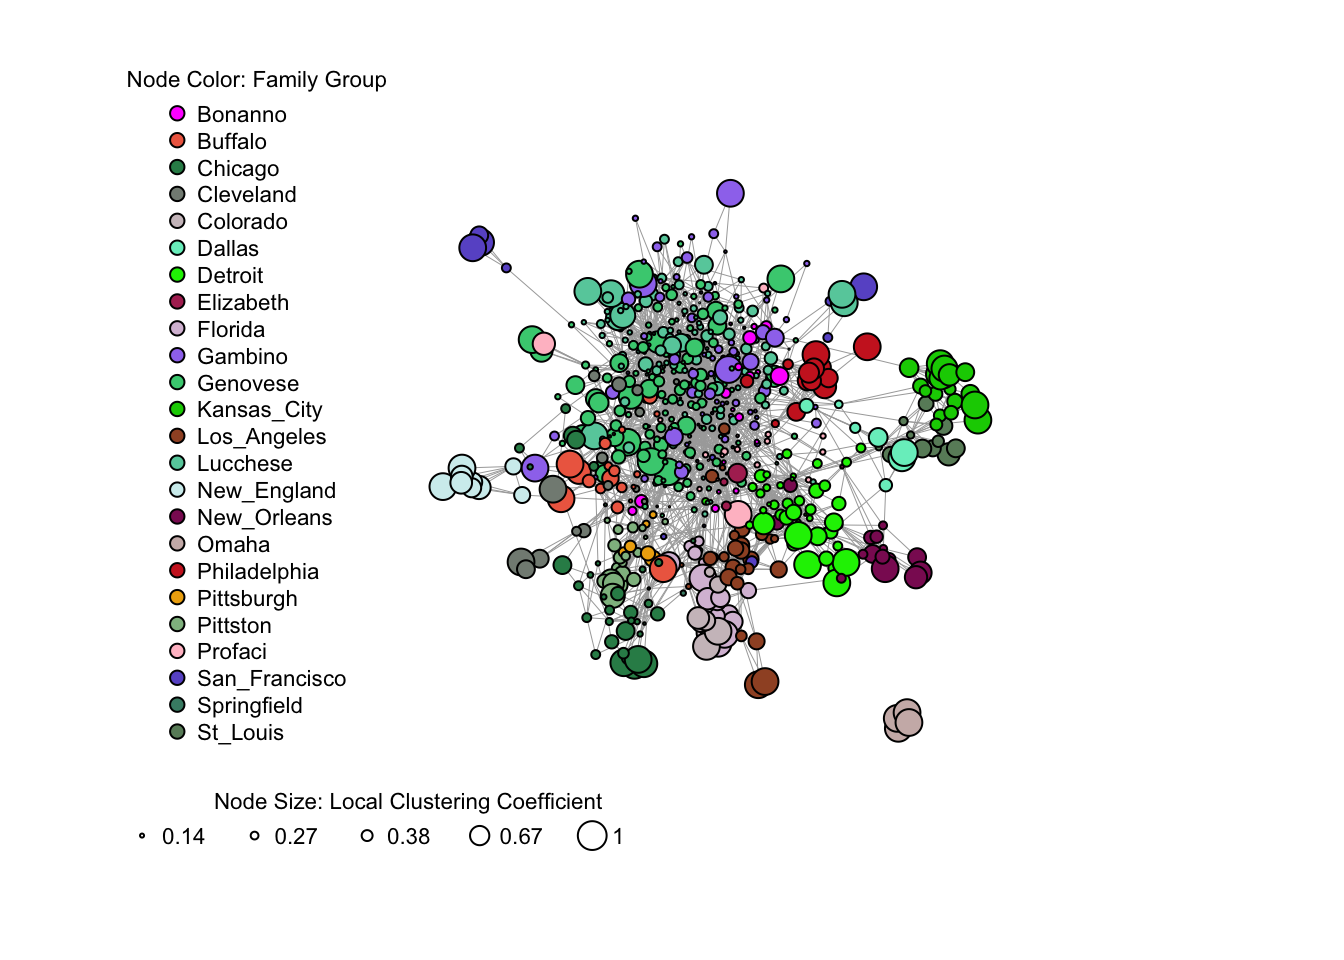 Node Color: Family Group
Bonanno
Buffalo
Chicago
Cleveland
Colorado
Dallas
Detroit
Elizabeth
Florida
Gambino
Genovese
Kansas_City
Los_Angeles
Lucchese
New_England
New_Orleans
Omaha
Philadelphia
Pittsburgh
Pittston
Profaci
San_Francisco
Springfield
St_Louis
Node Size: Local Clustering Coefficient
0.14 0.27 0.38 0.67 1